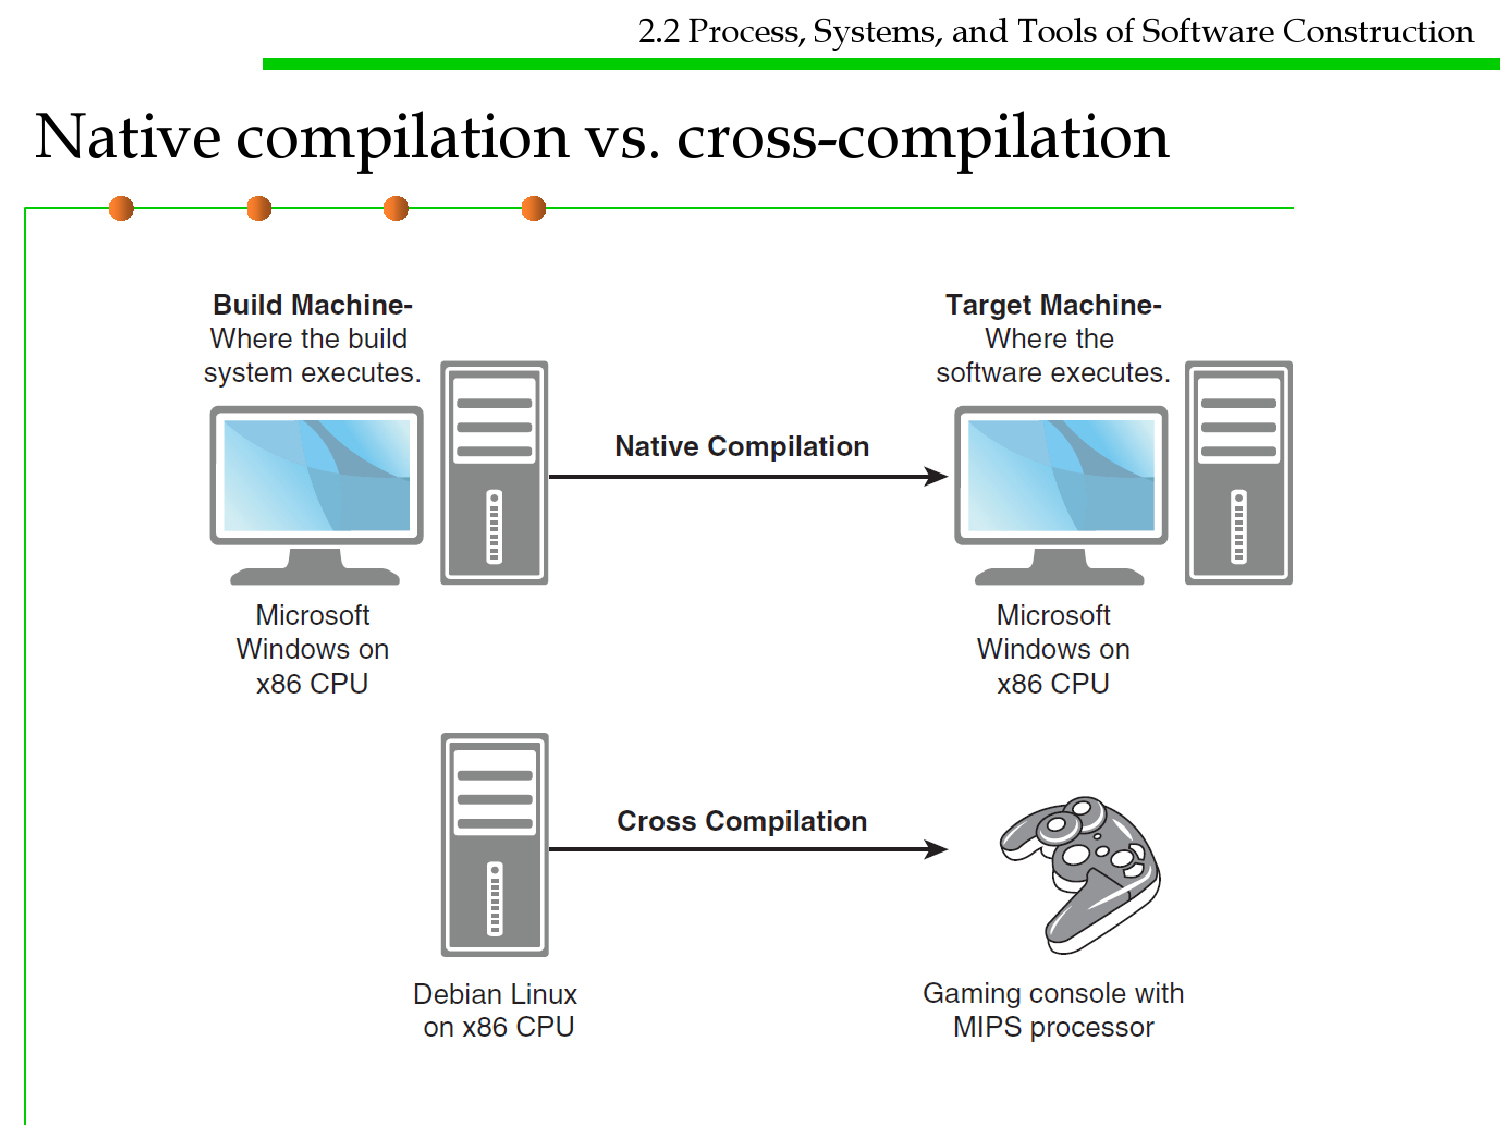 2.2 Process, Systems, and Tools of Software Construction
Native compilation vs. cross-compilation
Build Machine-
Where the build
system executes.
Target Machine-
Where the
software executes.
Native Compilation
Microsoft
Windows on
x86 CPU
Microsoft
Windows on
x86 CPU
Cross Compilation
Debian Linux
on x86 CPU
Gaming console with
MIPS processor